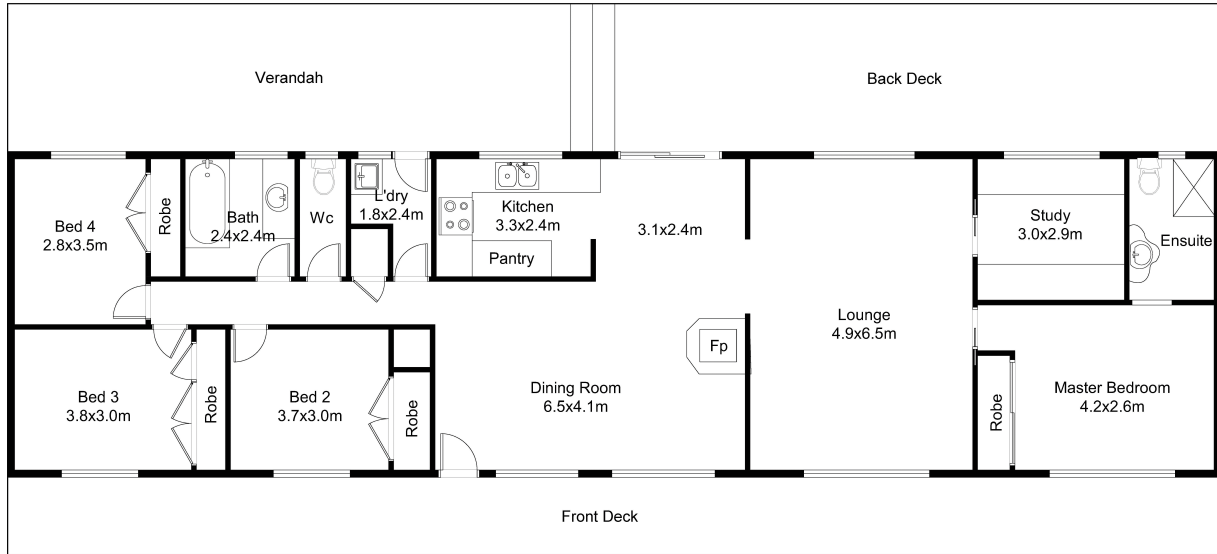 Verandah
Back Deck
Bed 4
2.8x3.5m
Robe
Bath
2.4x2.4m
Wc
L'dry
1.8x2.4m
Kitchen
3.3x2.4m
Pantry
3.1x2.4m
Study
3.0x2.9m
Ensuite
Lounge
4.9x6.5m
Fp
Bed 3
3.8x3.0m
Robe
Bed 2
3.7x3.0m
Robe
Dining Room
6.5x4.1m
Robe
Master Bedroom
4.2x2.6m
Front Deck